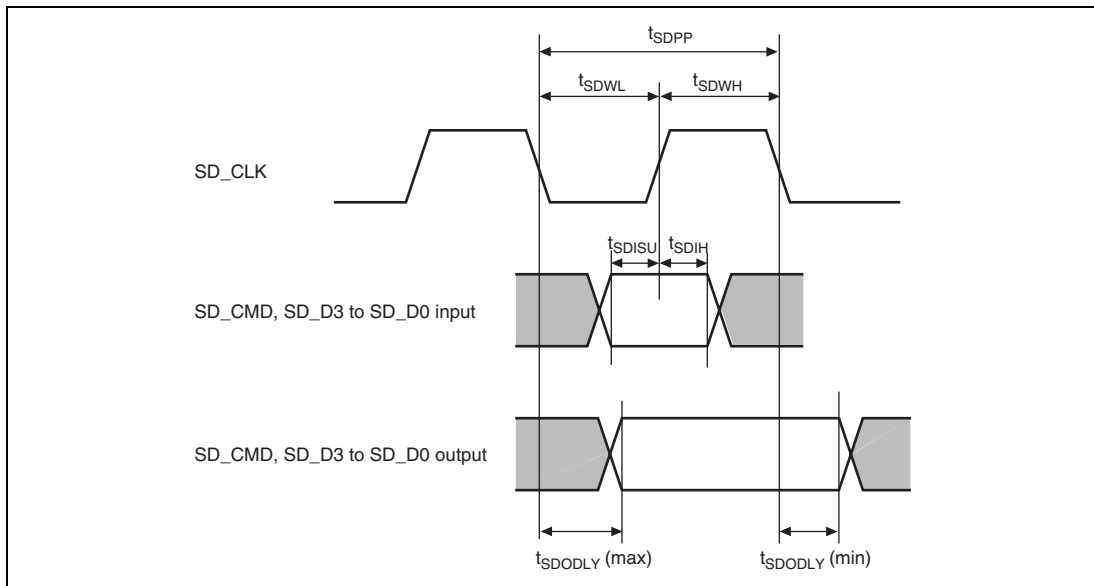 tSDPP
tSDWL tSDWH
SD_CLK
tSDISU tSDIH
SD_CMD, SD_D3 to SD_D0 input
SD_CMD, SD_D3 to SD_D0 output
tSDODLY (max) tSDODLY (min)